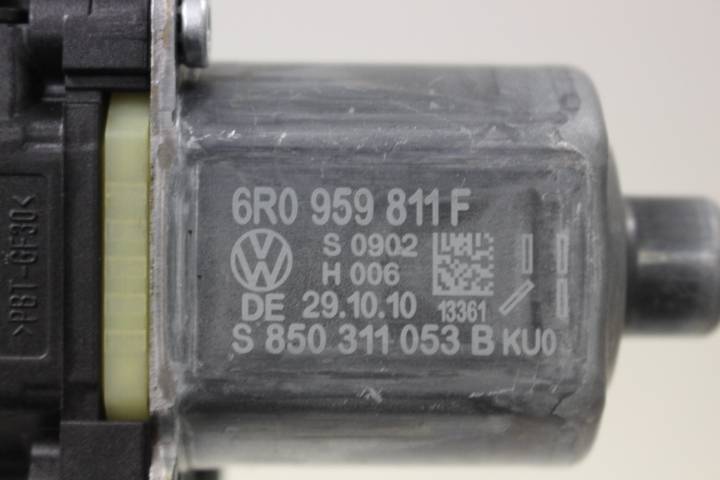 6R0 959 811 F
S 0902
H 006
DE 29.10.10 13361
S 850 311 053 B KU0
>PBT-GF30<